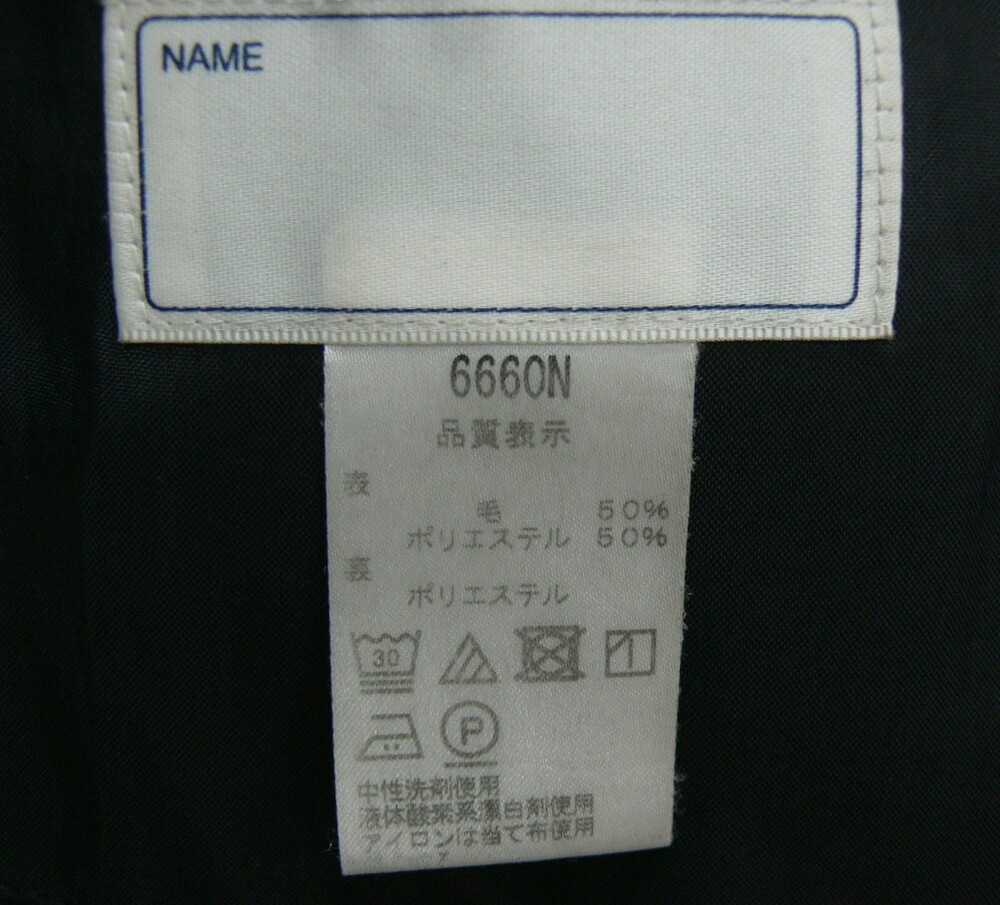 NAME
6660N
品質表示
表
毛 50%
ポリエステル 50%
裏
ポリエステル
30
P
中性洗剤使用
液体酸素系漂白剤使用
アイロンは当て布使用